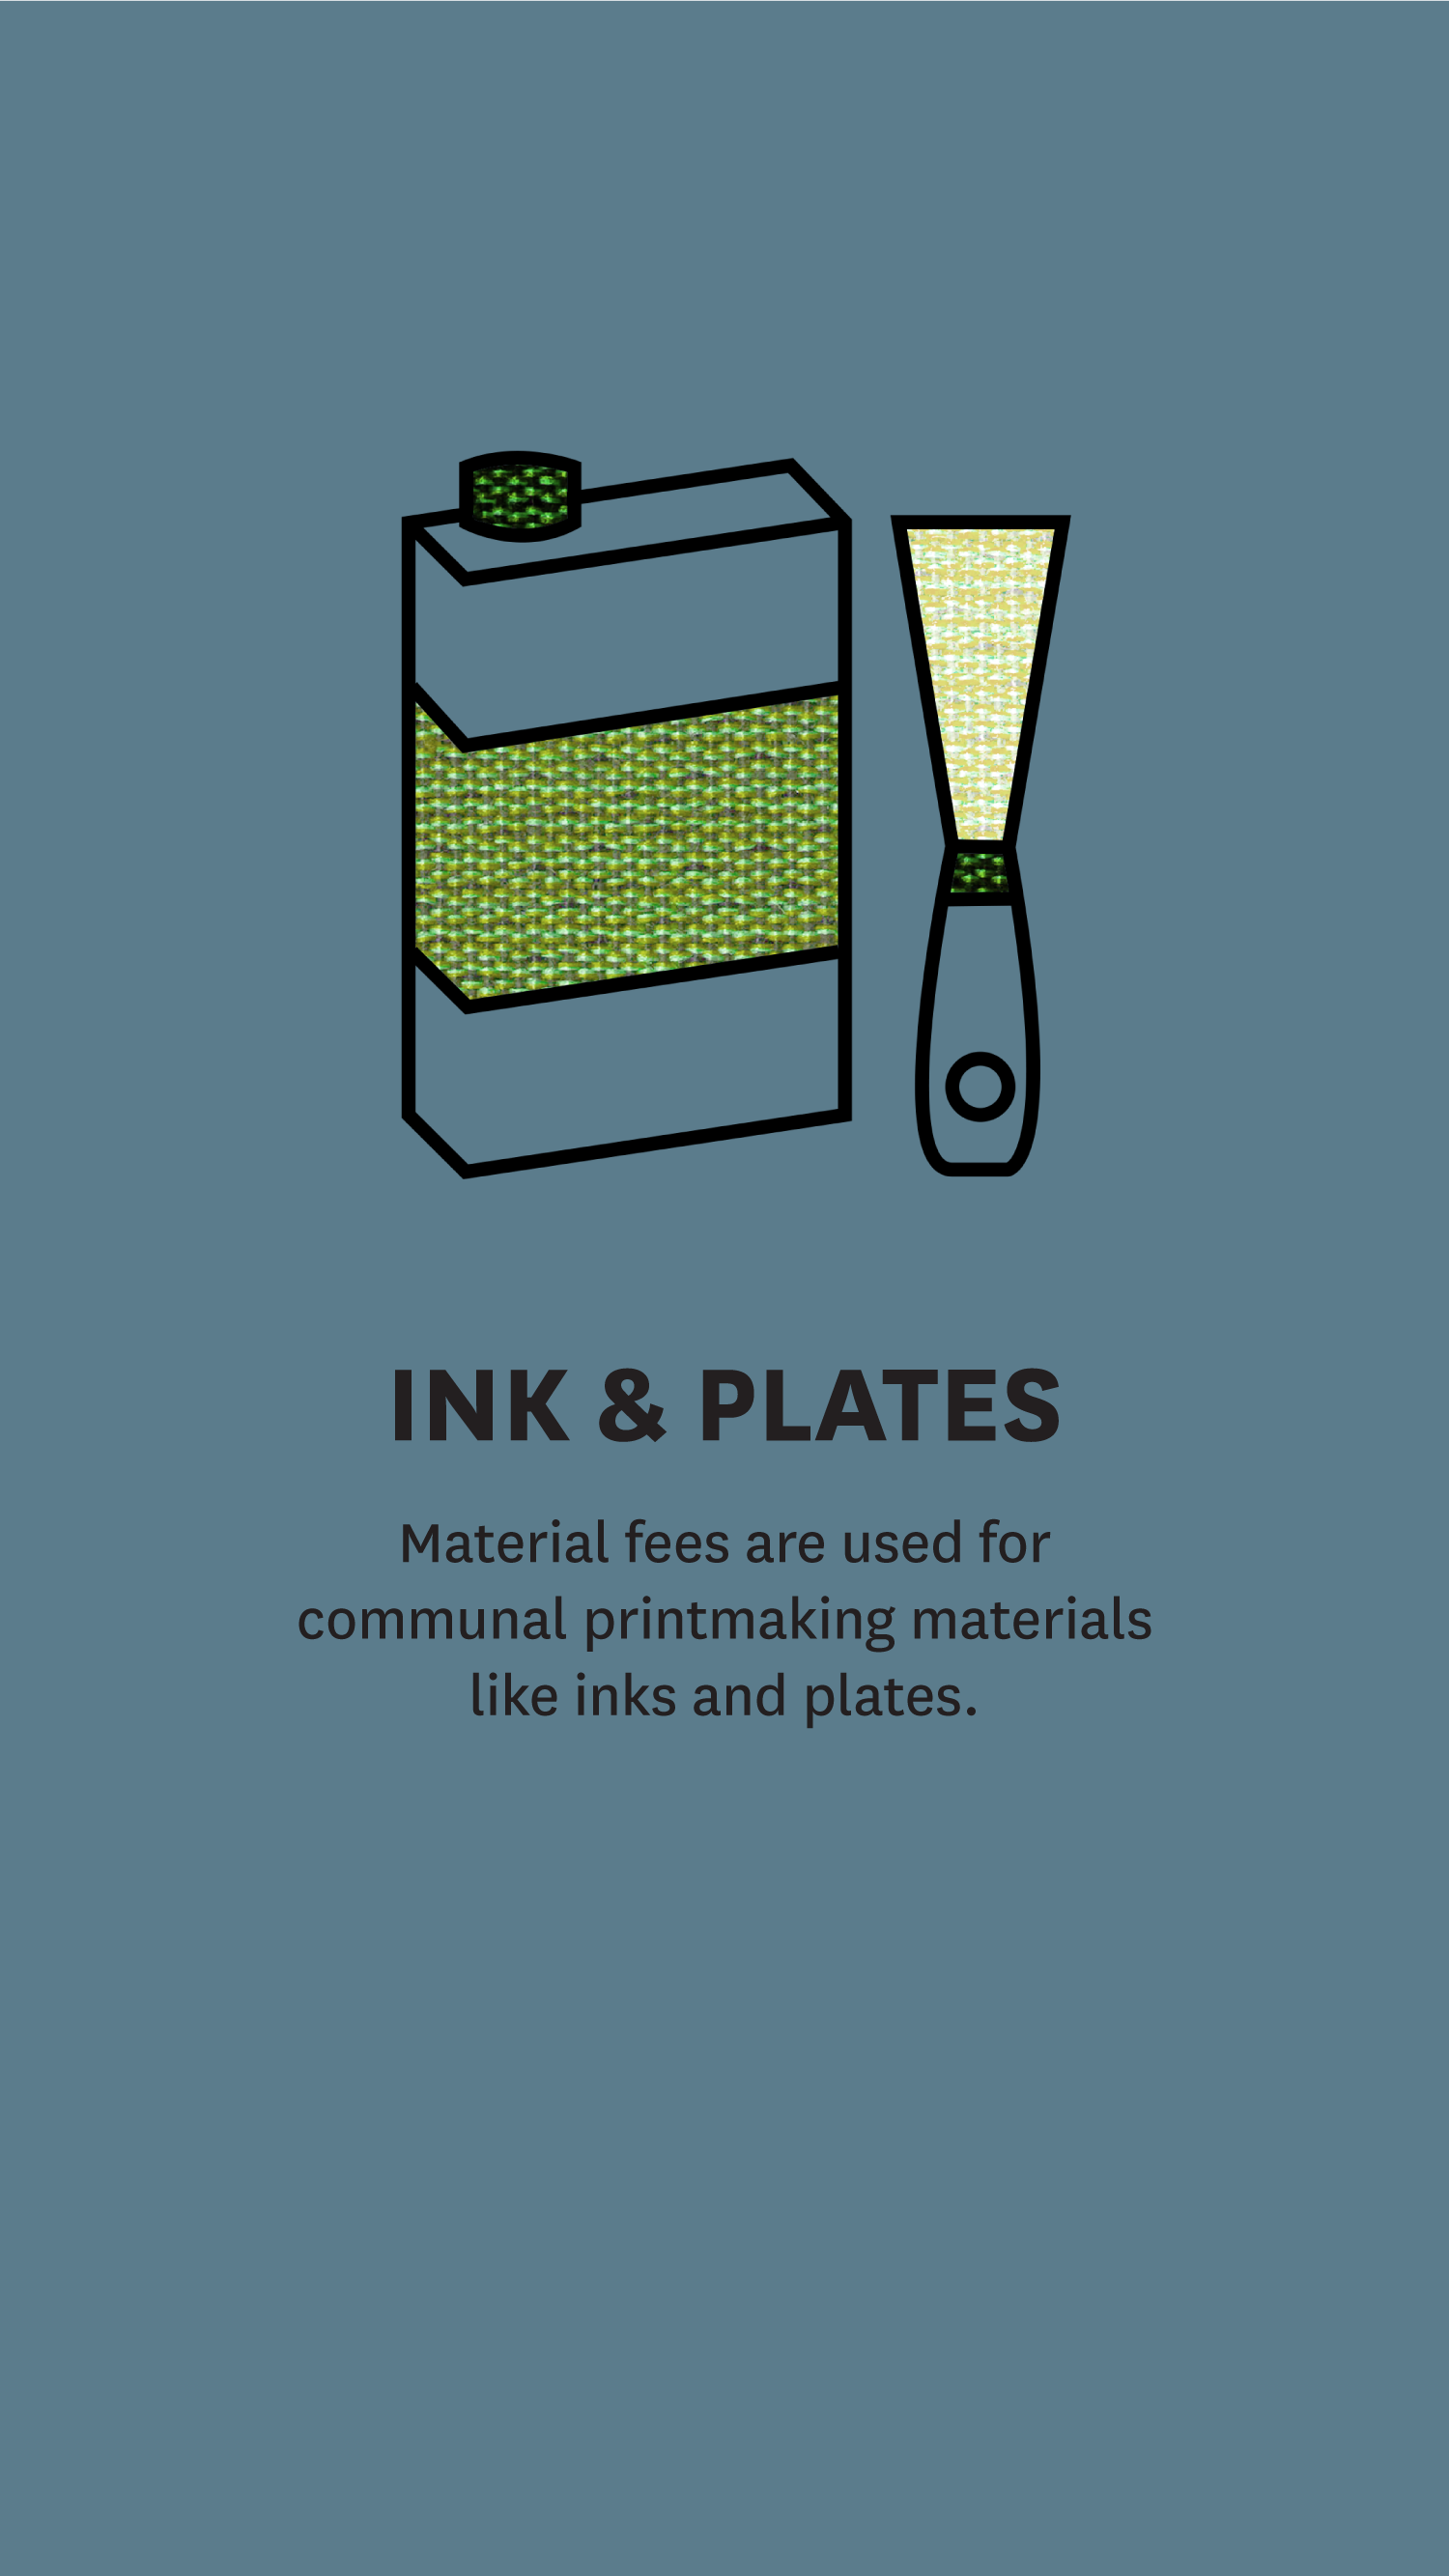 INK & PLATES
Material fees are used for
communal printmaking materials
like inks and plates.